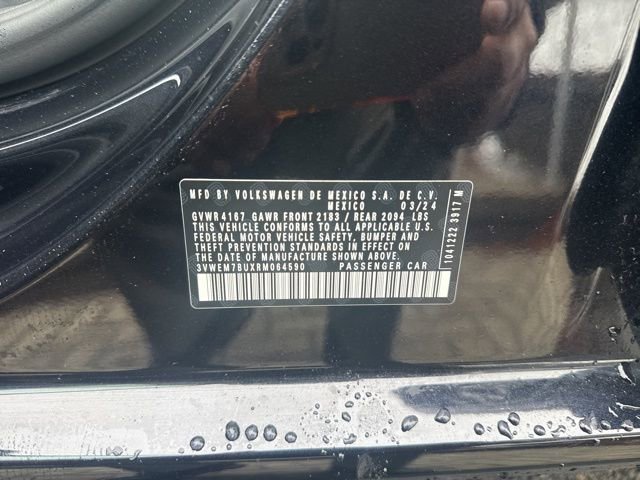 MFD BY VOLKSWAGEN DE MEXICO S.A. DE C.V.
MEXICO 03/24
GVWR 4167 GAWR FRONT 2183 / REAR 2094 LBS
THIS VEHICLE CONFORMS TO ALL APPLICABLE U.S.
FEDERAL MOTOR VEHICLE SAFETY, BUMPER AND
THEFT PREVENTION STANDARDS IN EFFECT ON
THE DATE OF MANUFACTURE SHOWN ABOVE.
3VWEM7BUXRM064590 PASSENGER CAR
1041222 3917 M